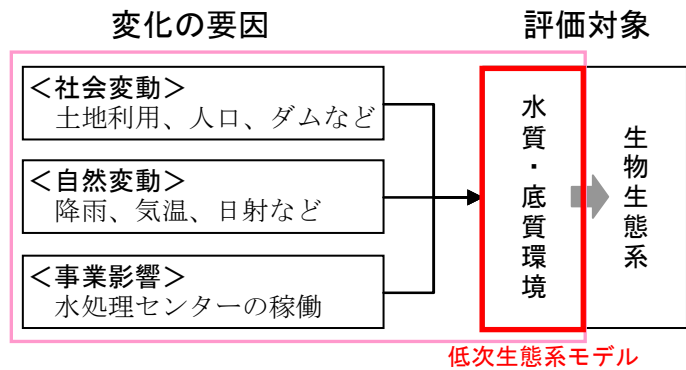 変化の要因
評価対象
＜社会変動＞
土地利用、人口、ダムなど
＜自然変動＞
降雨、気温、日射など
＜事業影響＞
水処理センターの稼働
水質・底質環境
生物生態系
低次生態系モデル